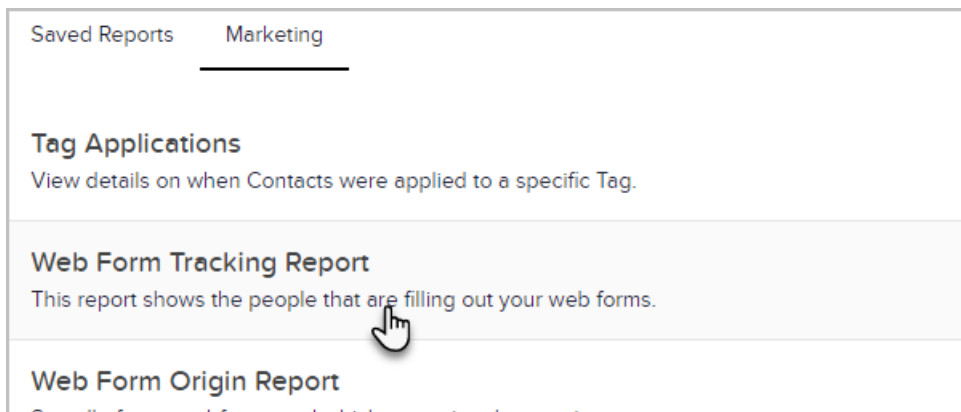 Saved Reports Marketing
Tag Applications
View details on when Contacts were applied to a specific Tag.
Web Form Tracking Report
This report shows the people that are filling out your web forms.
Web Form Origin Report